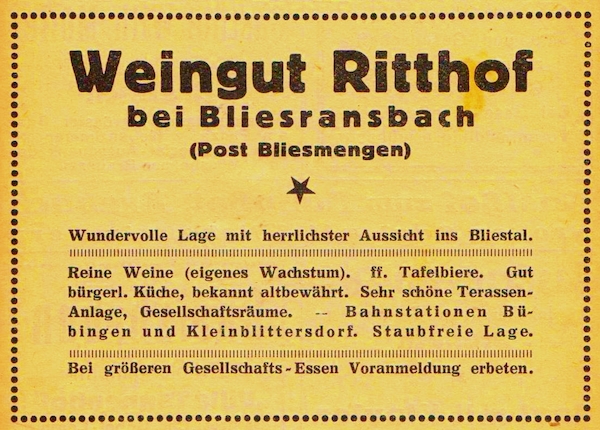 Weingut Ritthof
bei Bliesransbach
(Post Bliesmengen)
Wundervolle Lage mit herrlichster Aussicht ins Bliestal.
Reine Weine (eigenes Wachstum). ff. Tafelbiere. Gut
bürgerl. Küche, bekannt altbewährt. Sehr schöne Terassen-
Anlage, Gesellschaftsräume. — Bahnstationen Bü-
bingen und Kleinblittersdorf. Staubfreie Lage.
Bei größeren Gesellschafts-Essen Voranmeldung erbeten.